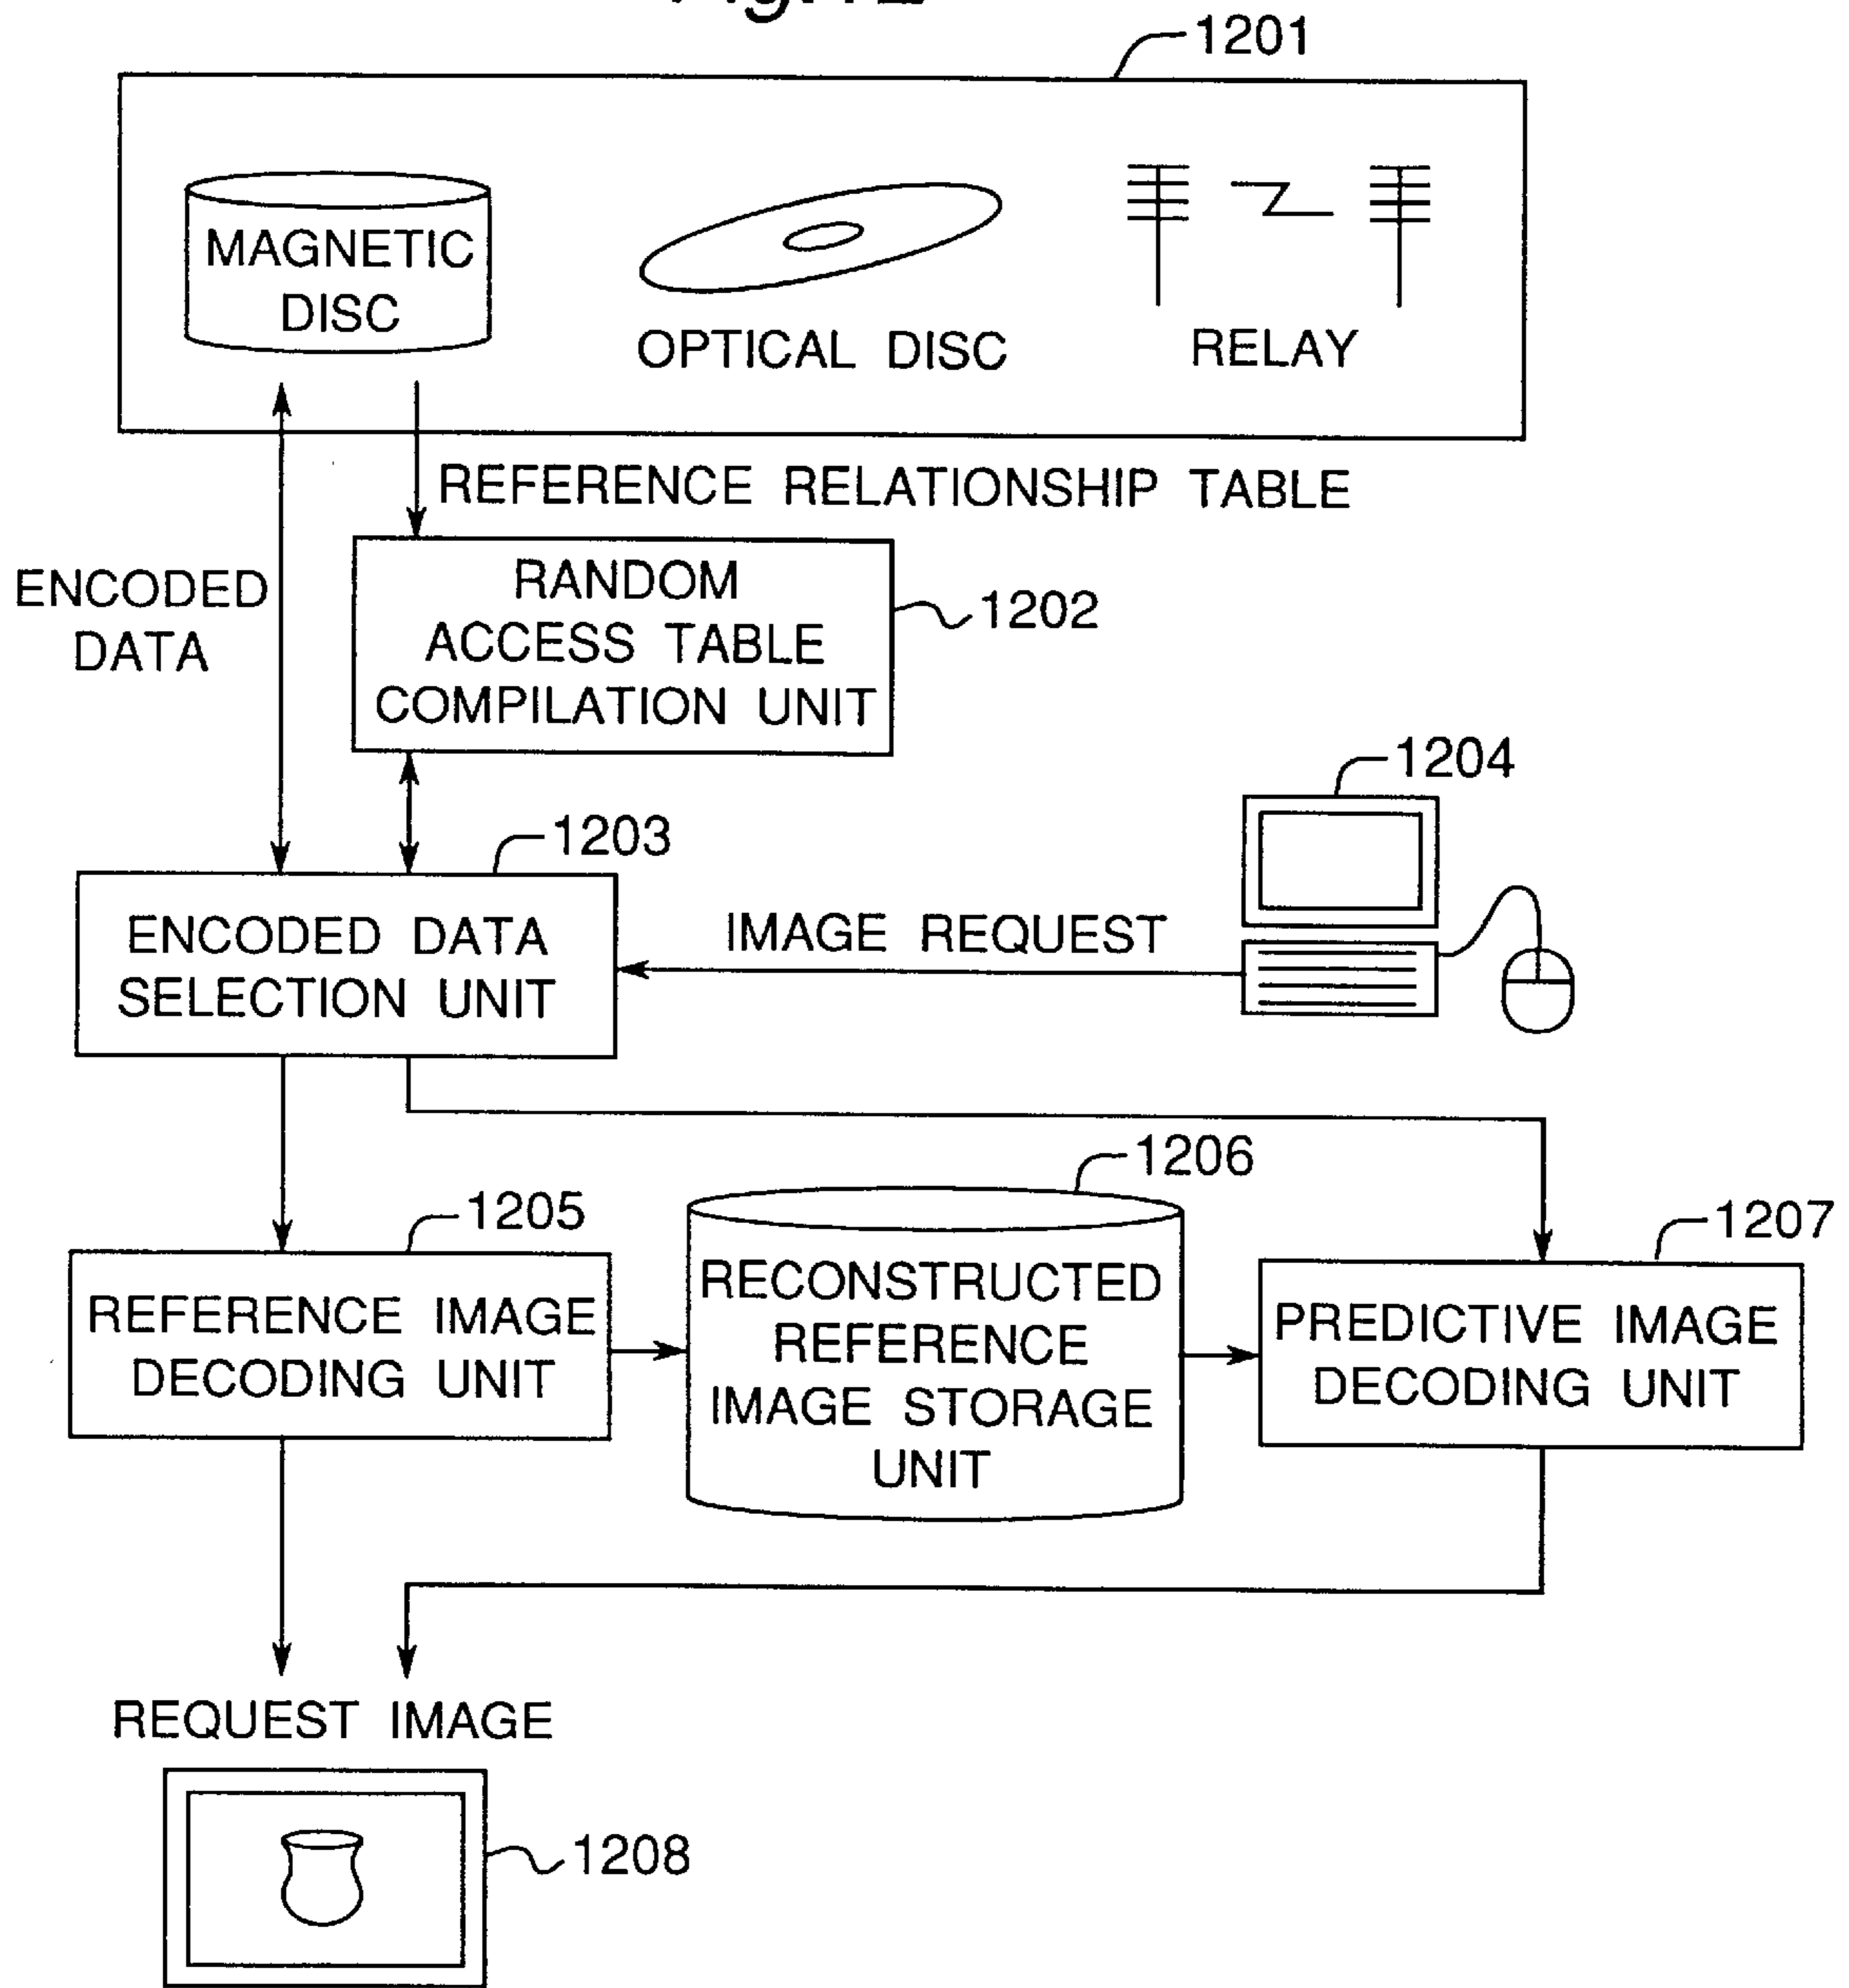 1201
MAGNETIC
DISC
OPTICAL DISC
RELAY
REFERENCE RELATIONSHIP TABLE
ENCODED
DATA
RANDOM
ACCESS TABLE
COMPILATION UNIT
1202
1204
1203
ENCODED DATA
SELECTION UNIT
IMAGE REQUEST
1206
1205
1207
REFERENCE IMAGE
DECODING UNIT
RECONSTRUCTED
REFERENCE
IMAGE STORAGE
UNIT
PREDICTIVE IMAGE
DECODING UNIT
REQUEST IMAGE
1208